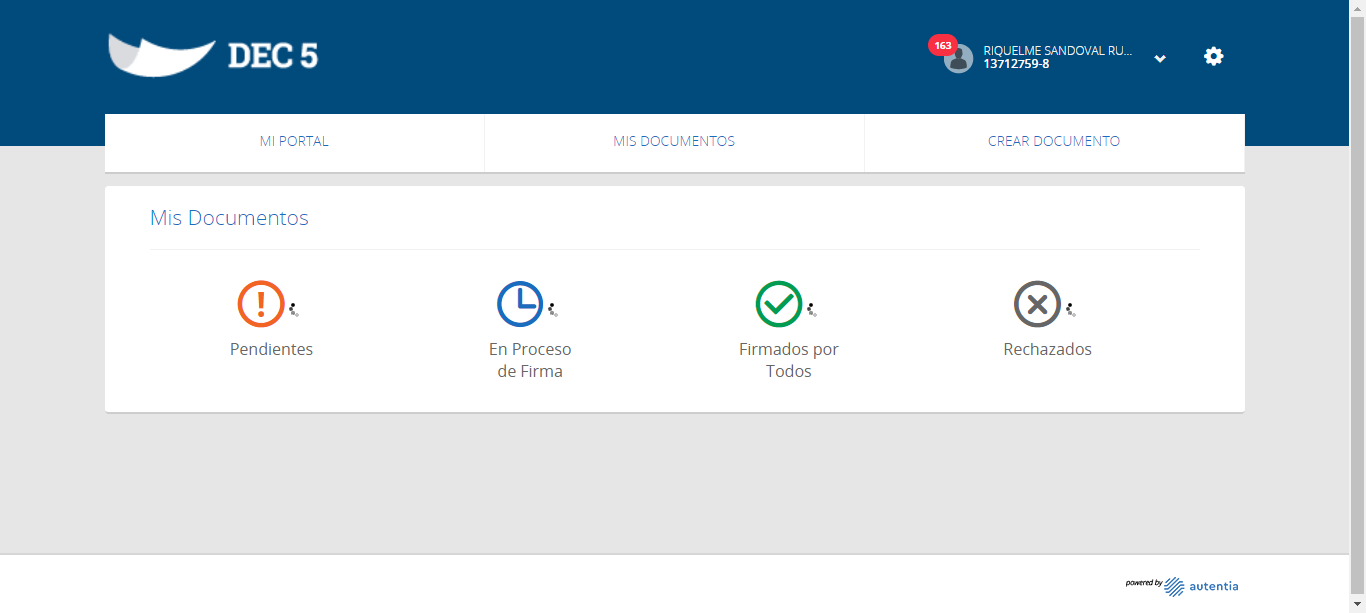 DEC 5
163
RIQUELME SANDOVAL RU...
13712759-8
MI PORTAL
MIS DOCUMENTOS
CREAR DOCUMENTO
Mis Documentos
Pendientes
En Proceso
de Firma
Firmados por
Todos
Rechazados
powered by
autentia